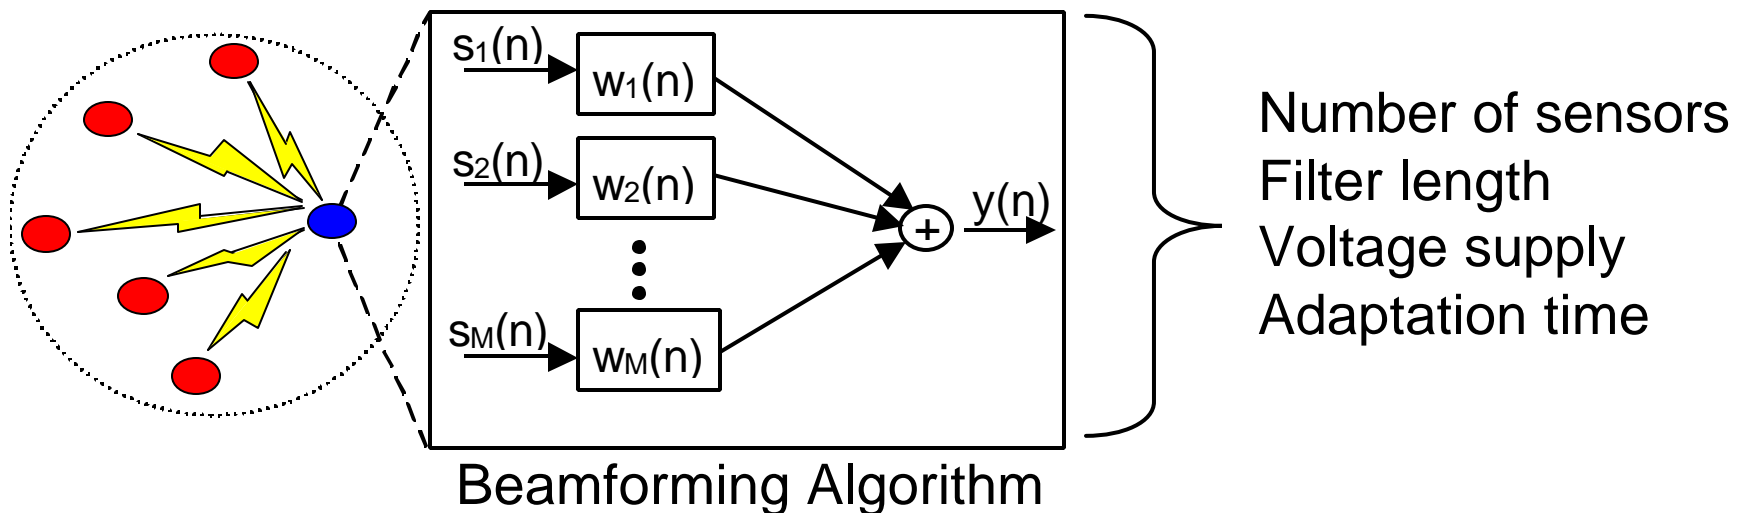 s1(n)
w1(n)
s2(n)
w2(n)
+
y(n)
sM(n)
wM(n)
Beamforming Algorithm
Number of sensors
Filter length
Voltage supply
Adaptation time